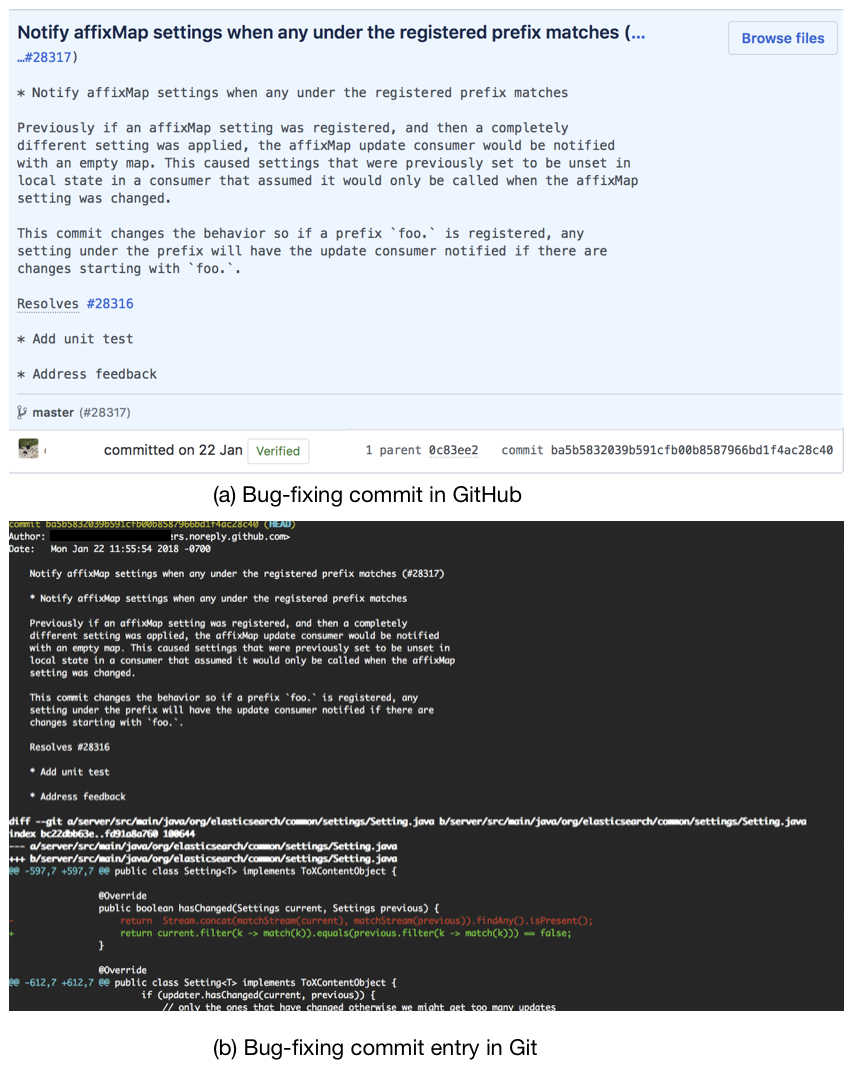 Notify affixMap settings when any under the registered prefix matches (...
Browse files
…#28317)
* Notify affixMap settings when any under the registered prefix matches
Previously if an affixMap setting was registered, and then a completely
different setting was applied, the affixMap update consumer would be notified
with an empty map. This caused settings that were previously set to be unset in
local state in a consumer that assumed it would only be called when the affixMap
setting was changed.
This commit changes the behavior so if a prefix `foo.` is registered, any
setting under the prefix will have the update consumer notified if there are
changes starting with `foo.`.
Resolves #28316
* Add unit test
* Address feedback
master (#28317)
committed on 22 Jan Verified 1 parent 0c83ee2 commit ba5b5832039b591cfb00b8587966bd1f4ac28c40
(a) Bug-fixing commit in GitHub
commit ba5b5832039b591cfb00b8587966bd1f4ac28c40 (HEAD)
Author: ers.noreply.github.com>
Date: Mon Jan 22 11:55:54 2018 -0700
Notify affixMap settings when any under the registered prefix matches (#28317)
* Notify affixMap settings when any under the registered prefix matches
Previously if an affixMap setting was registered, and then a completely
different setting was applied, the affixMap update consumer would be notified
with an empty map. This caused settings that were previously set to be unset in
local state in a consumer that assumed it would only be called when the affixMap
setting was changed.
This commit changes the behavior so if a prefix `foo.` is registered, any
setting under the prefix will have the update consumer notified if there are
changes starting with `foo.`.
Resolves #28316
* Add unit test
* Address feedback
diff --git a/server/src/main/java/org/elasticsearch/common/settings/Setting.java b/server/src/main/java/org/elasticsearch/common/settings/Setting.java
index bc22dbb63e..fd91a8a760 100644
--- a/server/src/main/java/org/elasticsearch/common/settings/Setting.java
+++ b/server/src/main/java/org/elasticsearch/common/settings/Setting.java
@@ -597,7 +597,7 @@ public class Setting<T> implements ToXContentObject {
@Override
public boolean hasChanged(Settings current, Settings previous) {
- return Stream.concat(matchStream(current), matchStream(previous)).findAny().isPresent();
+ return current.filter(k -> match(k)).equals(previous.filter(k -> match(k))) == false;
}
@Override
@@ -612,7 +612,7 @@ public class Setting<T> implements ToXContentObject {
if (updater.hasChanged(current, previous)) {
// only the ones that have changed otherwise we might get too many updates
(b) Bug-fixing commit entry in Git